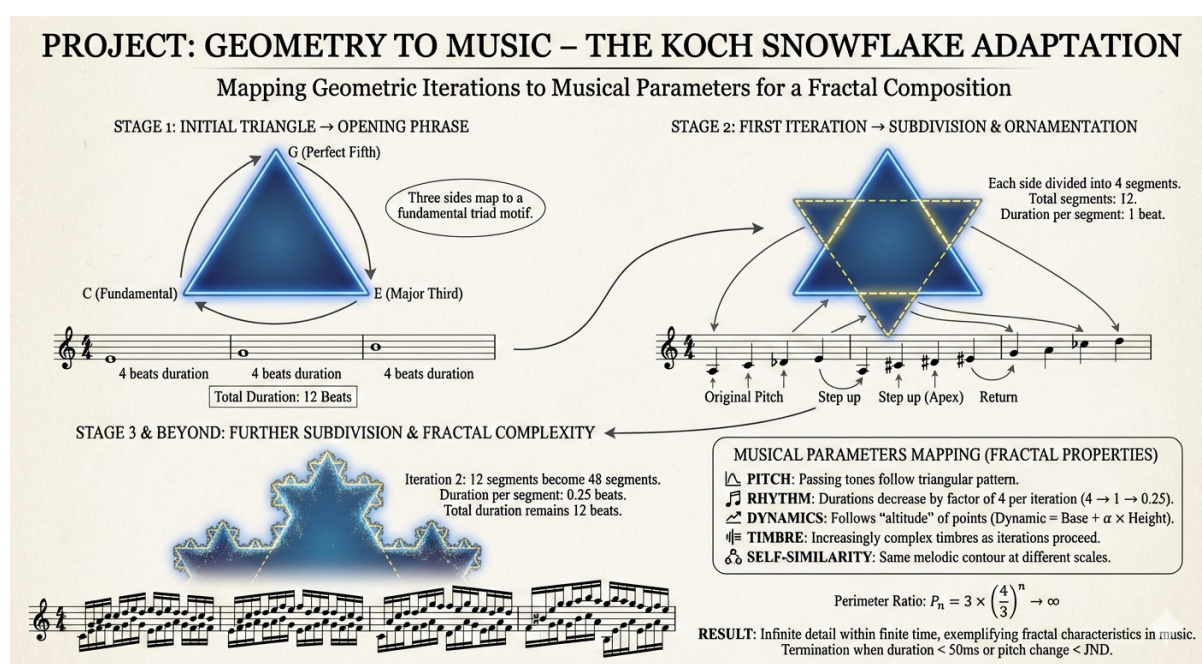 PROJECT: GEOMETRY TO MUSIC – THE KOCH SNOWFLAKE ADAPTATION
Mapping Geometric Iterations to Musical Parameters for a Fractal Composition
STAGE 1: INITIAL TRIANGLE → OPENING PHRASE
G (Perfect Fifth)
Three sides map to a
fundamental triad motif.
C (Fundamental)
E (Major Third)
4 beats duration
4 beats duration
4 beats duration
Total Duration: 12 Beats
STAGE 2: FIRST ITERATION → SUBDIVISION & ORNAMENTATION
Each side divided into 4 segments.
Total segments: 12.
Duration per segment: 1 beat.
Original Pitch
Step up
Step up (Apex)
Return
STAGE 3 & BEYOND: FURTHER SUBDIVISION & FRACTAL COMPLEXITY
Iteration 2: 12 segments become 48 segments.
Duration per segment: 0.25 beats.
Total duration remains 12 beats.
MUSICAL PARAMETERS MAPPING (FRACTAL PROPERTIES)
PITCH: Passing tones follow triangular pattern.
RHYTHM: Durations decrease by factor of 4 per iteration (4 → 1 → 0.25).
DYNAMICS: Follows “altitude” of points (Dynamic = Base + α × Height).
TIMBRE: Increasingly complex timbres as iterations proceed.
SELF-SIMILARITY: Same melodic contour at different scales.
Perimeter Ratio: Pₙ = 3 × (4/3)ⁿ → ∞
RESULT: Infinite detail within finite time, exemplifying fractal characteristics in music.
Termination when duration < 50ms or pitch change < JND.